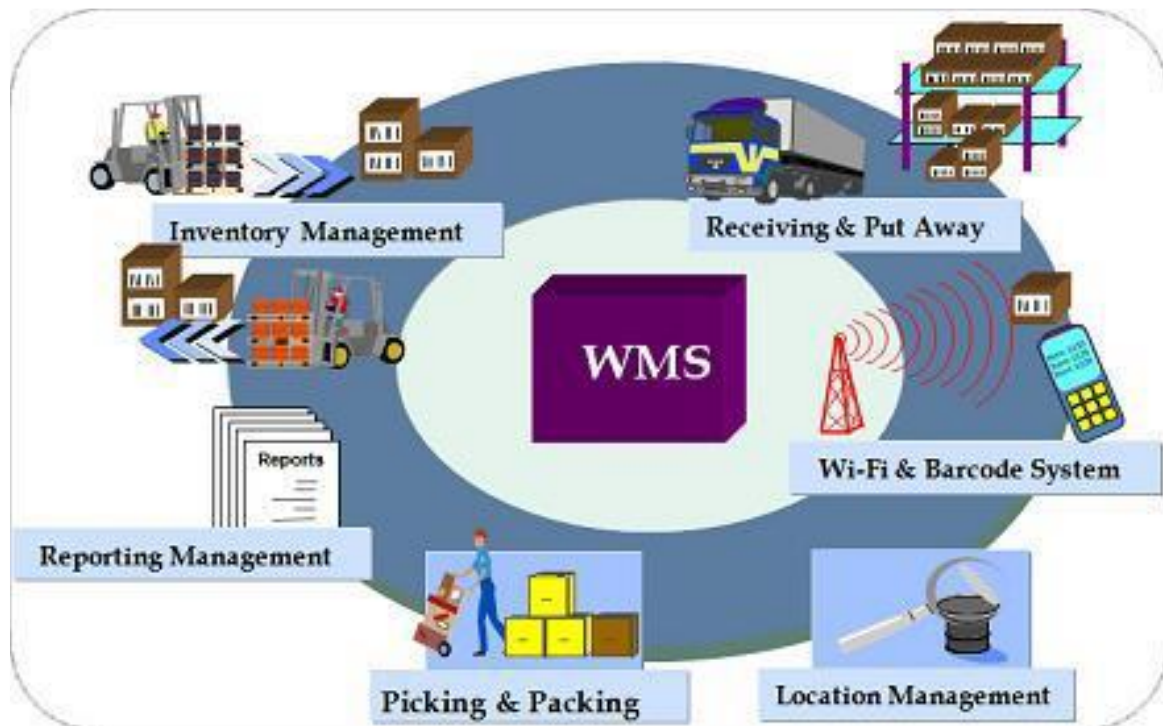 Inventory Management
Receiving & Put Away
WMS
Wi-Fi & Barcode System
Reports
Reporting Management
Picking & Packing
Location Management